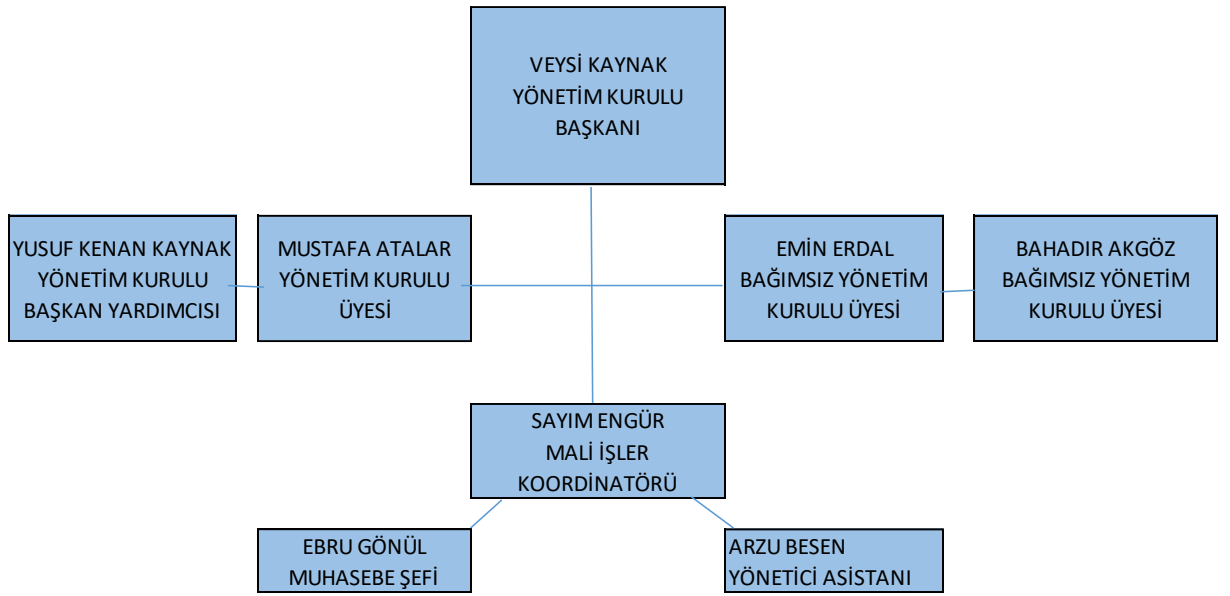 VEYSİ KAYNAK
YÖNETİM KURULU
BAŞKANI
YUSUF KENAN KAYNAK
YÖNETİM KURULU
BAŞKAN YARDIMCISI
MUSTAFA ATALAR
YÖNETİM KURULU
ÜYESİ
EMİN ERDAL
BAĞIMSIZ YÖNETİM
KURULU ÜYESİ
BAHADIR AKGÖZ
BAĞIMSIZ YÖNETİM
KURULU ÜYESİ
SAYIM ENGÜR
MALİ İŞLER
KOORDİNATÖRÜ
EBRU GÖNÜL
MUHASEBE ŞEFİ
ARZU BESEN
YÖNETİCİ ASİSTANI